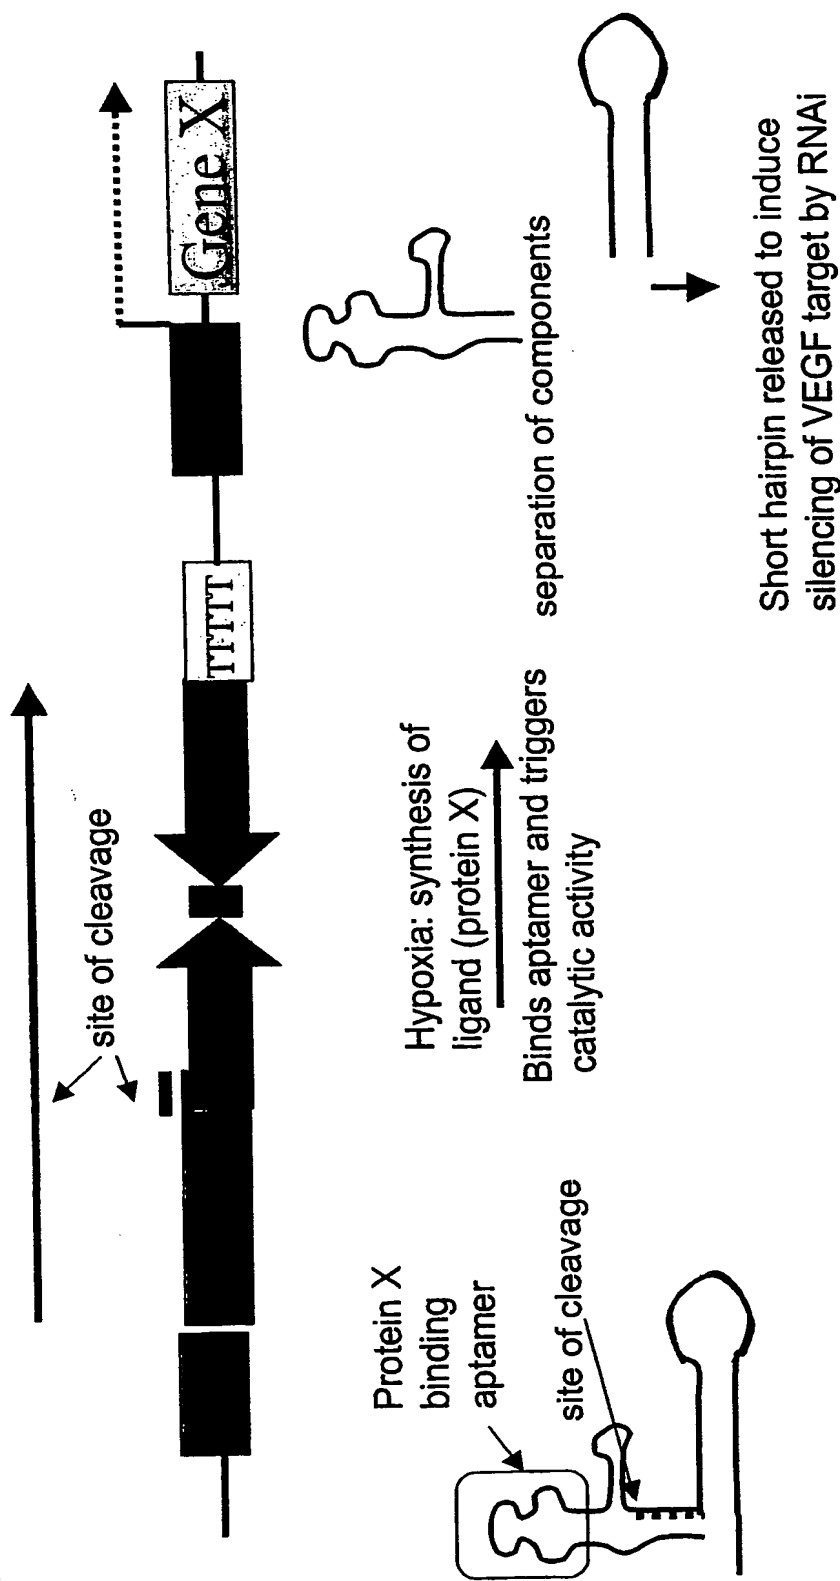 site of cleavage
TTTTT
Gene X
Protein X
binding
aptamer
site of cleavage
Hypoxia: synthesis of
ligand (protein X)
Binds aptamer and triggers
catalytic activity
separation of components
Short hairpin released to induce
silencing of VEGF target by RNAi